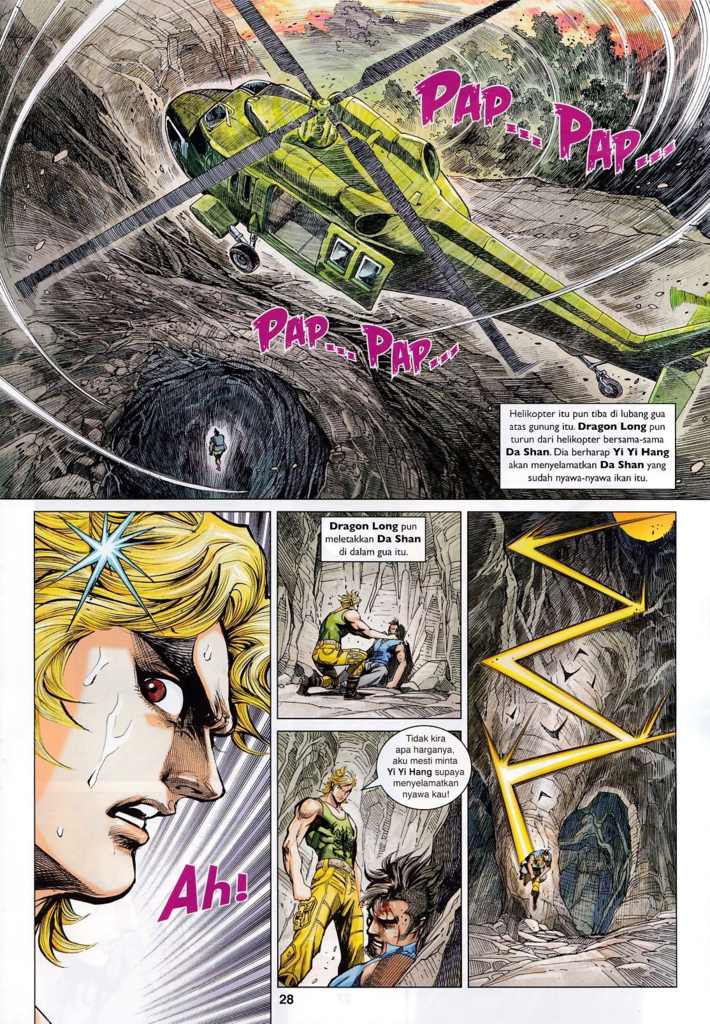 PAP... PAP...
PAP... PAP...
Helikopter itu pun tiba di lubang gua
atas gunung itu. Dragon Long pun
turun dari helikopter bersama-sama
Da Shan. Dia berharap Yi Yi Hang
akan menyelamatkan Da Shan yang
sudah nyawa-nyawa ikan itu.
Ah!
Dragon Long pun
meletakkan Da Shan
di dalam gua itu.
Tidak kira
apa harganya,
aku mesti minta
Yi Yi Hang supaya
menyelamatkan
nyawa kau!
28